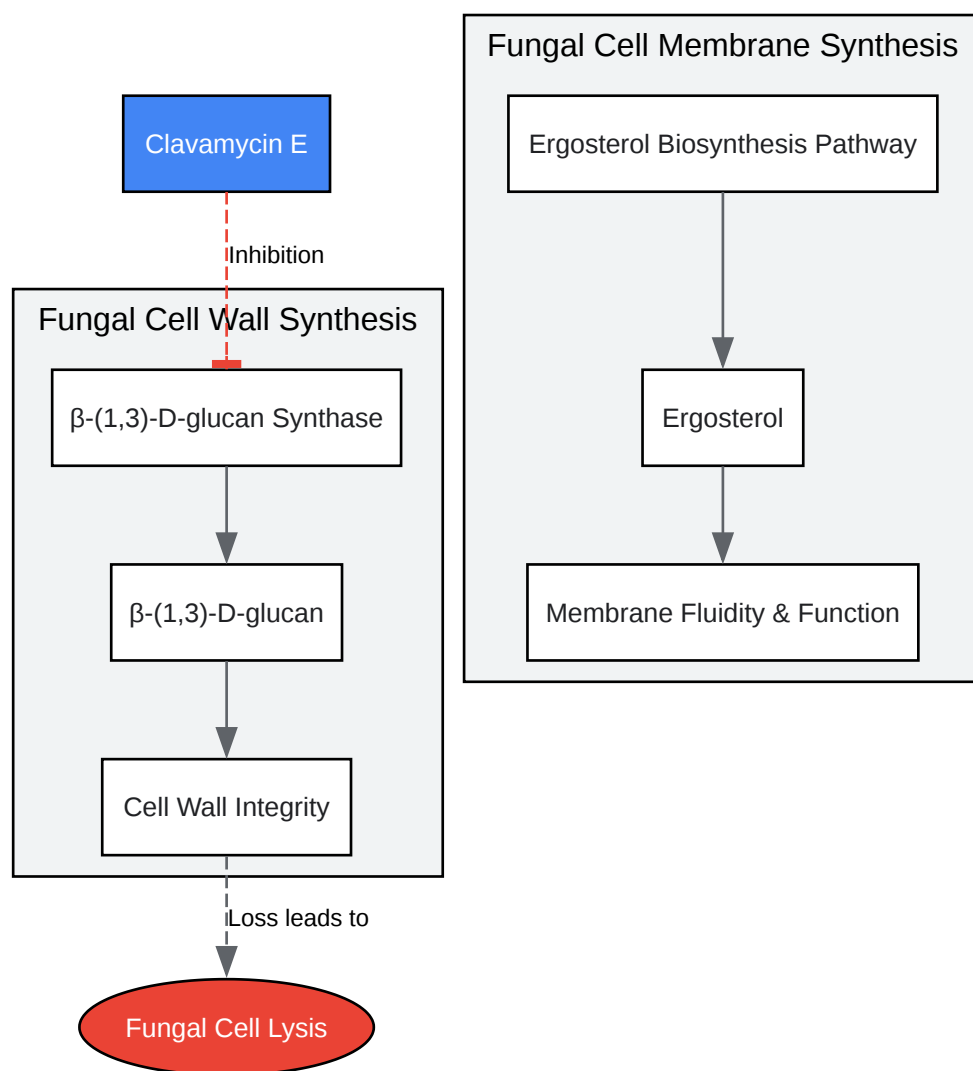 Clavamycin E
Inhibition
Fungal Cell Wall Synthesis
β-(1,3)-D-glucan Synthase
β-(1,3)-D-glucan
Cell Wall Integrity
Loss leads to
Fungal Cell Lysis
Fungal Cell Membrane Synthesis
Ergosterol Biosynthesis Pathway
Ergosterol
Membrane Fluidity & Function